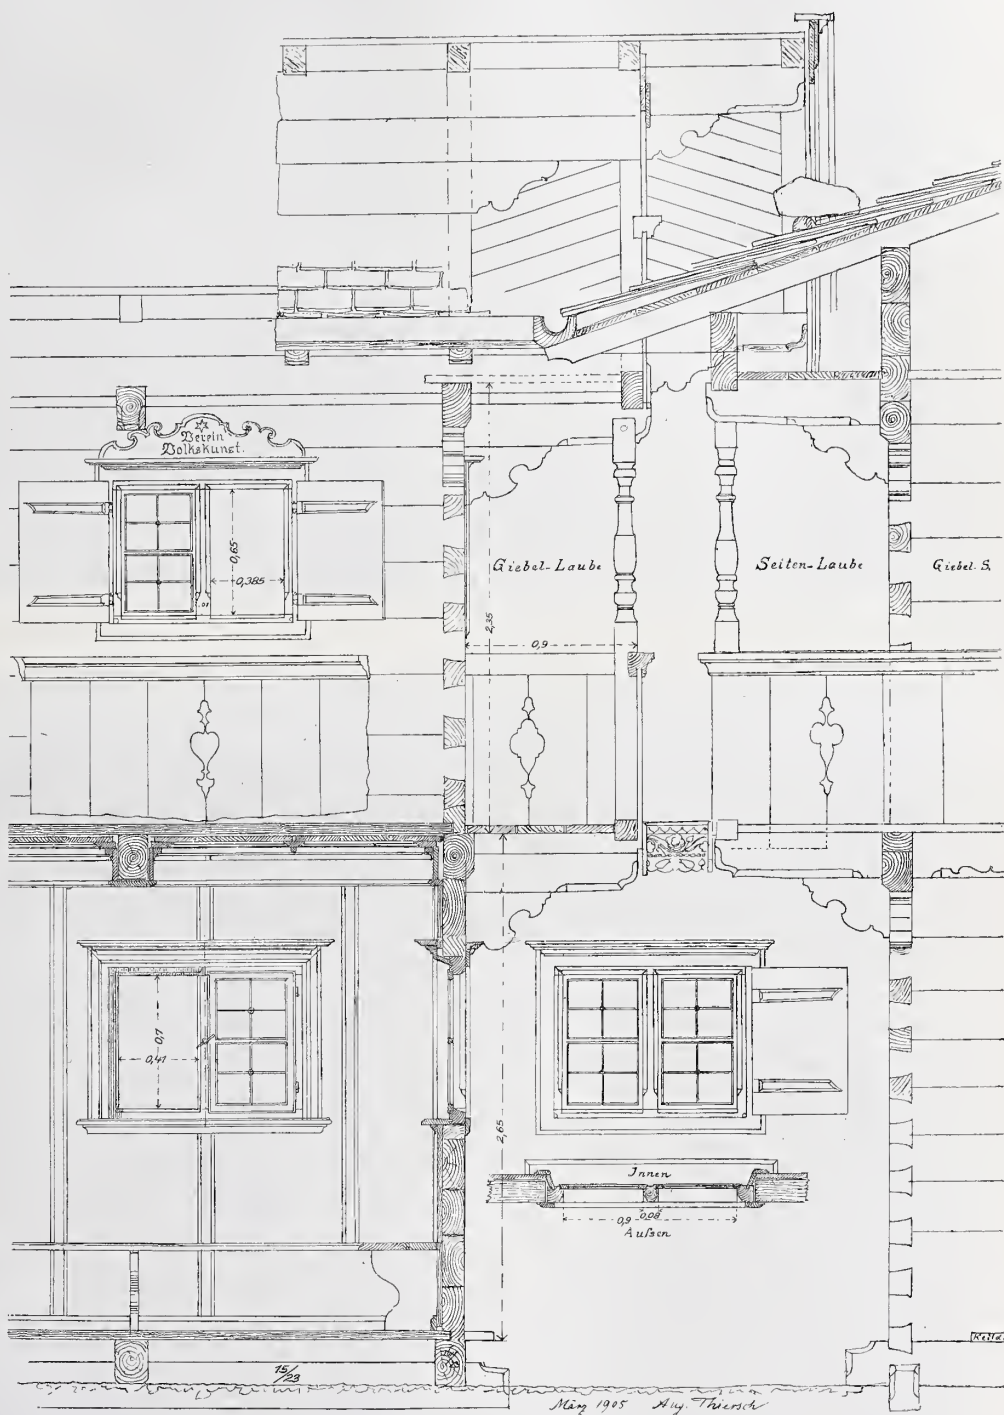 Verein
Volkskunst.
0,65
0,385
Giebel-Laube
Seiten-Laube
Giebel. S.
2,35
0,9
0,7
0,41
2,65
Innen
0,9 0,08
Außen
15/23
März 1905 Aug. Thiersch